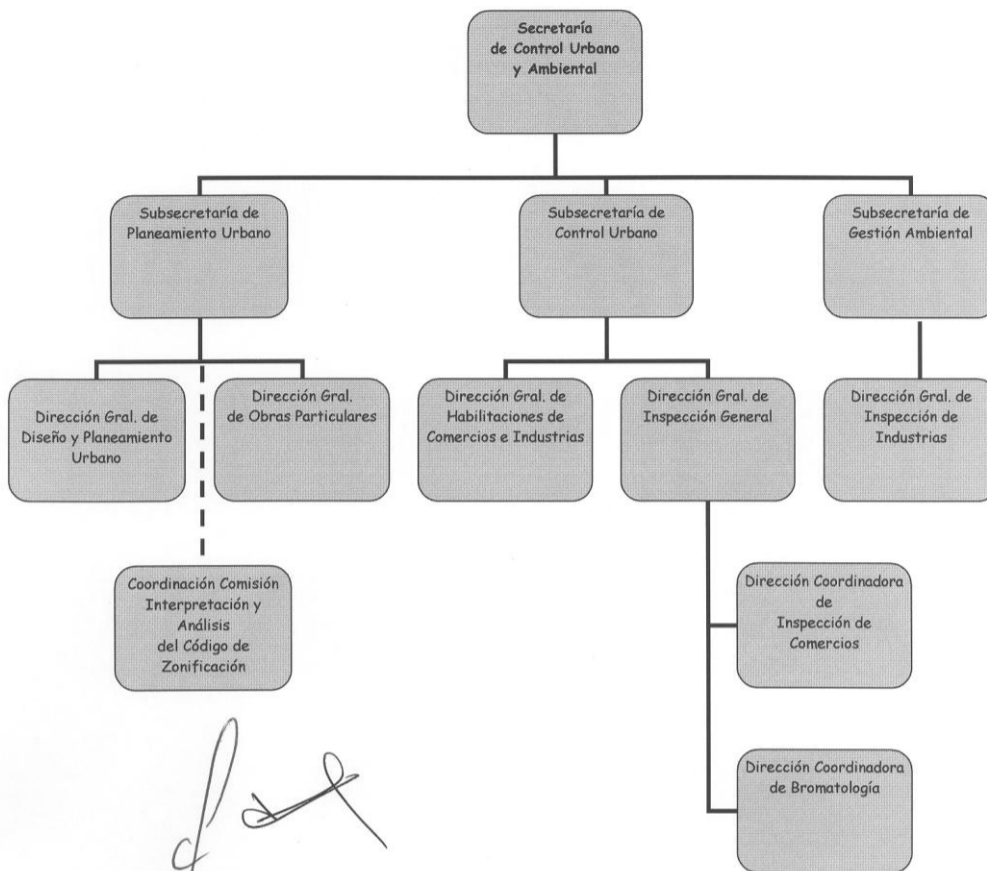 Secretaría
de Control Urbano
y Ambiental
Subsecretaría de
Planeamiento Urbano
Subsecretaría de
Control Urbano
Subsecretaría de
Gestión Ambiental
Dirección Gral. de
Diseño y Planeamiento
Urbano
Dirección Gral.
de Obras Particulares
Dirección Gral. de
Habilitaciones de
Comercios e Industrias
Dirección Gral. de
Inspección General
Dirección Gral. de
Inspección de
Industrias
Coordinación Comisión
Interpretación y
Análisis
del Código de
Zonificación
Dirección Coordinadora
de
Inspección de
Comercios
Dirección Coordinadora
de Bromatología